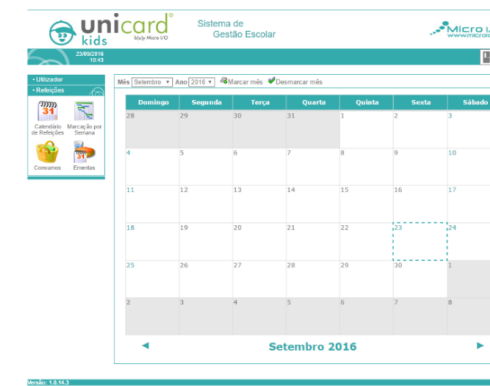 unicard®
kids Study More I/O
Sistema de
Gestão Escolar
Micro I/
23/09/2016
10:43
• Utilizador
• Refeições
31
Calendário
de Refeições
Marcação por
Semana
Consumos
Ementas
Mês Setembro Ano 2016 Marcar mês Desmarcar mês
Domingo Segunda Terça Quarta Quinta Sexta Sábado
28 29 30 31 1 2 3
4 5 6 7 8 9 10
11 12 13 14 15 16 17
18 19 20 21 22 23 24
25 26 27 28 29 30 1
2 3 4 5 6 7 8
Setembro 2016
Versão: 1.0.14.3